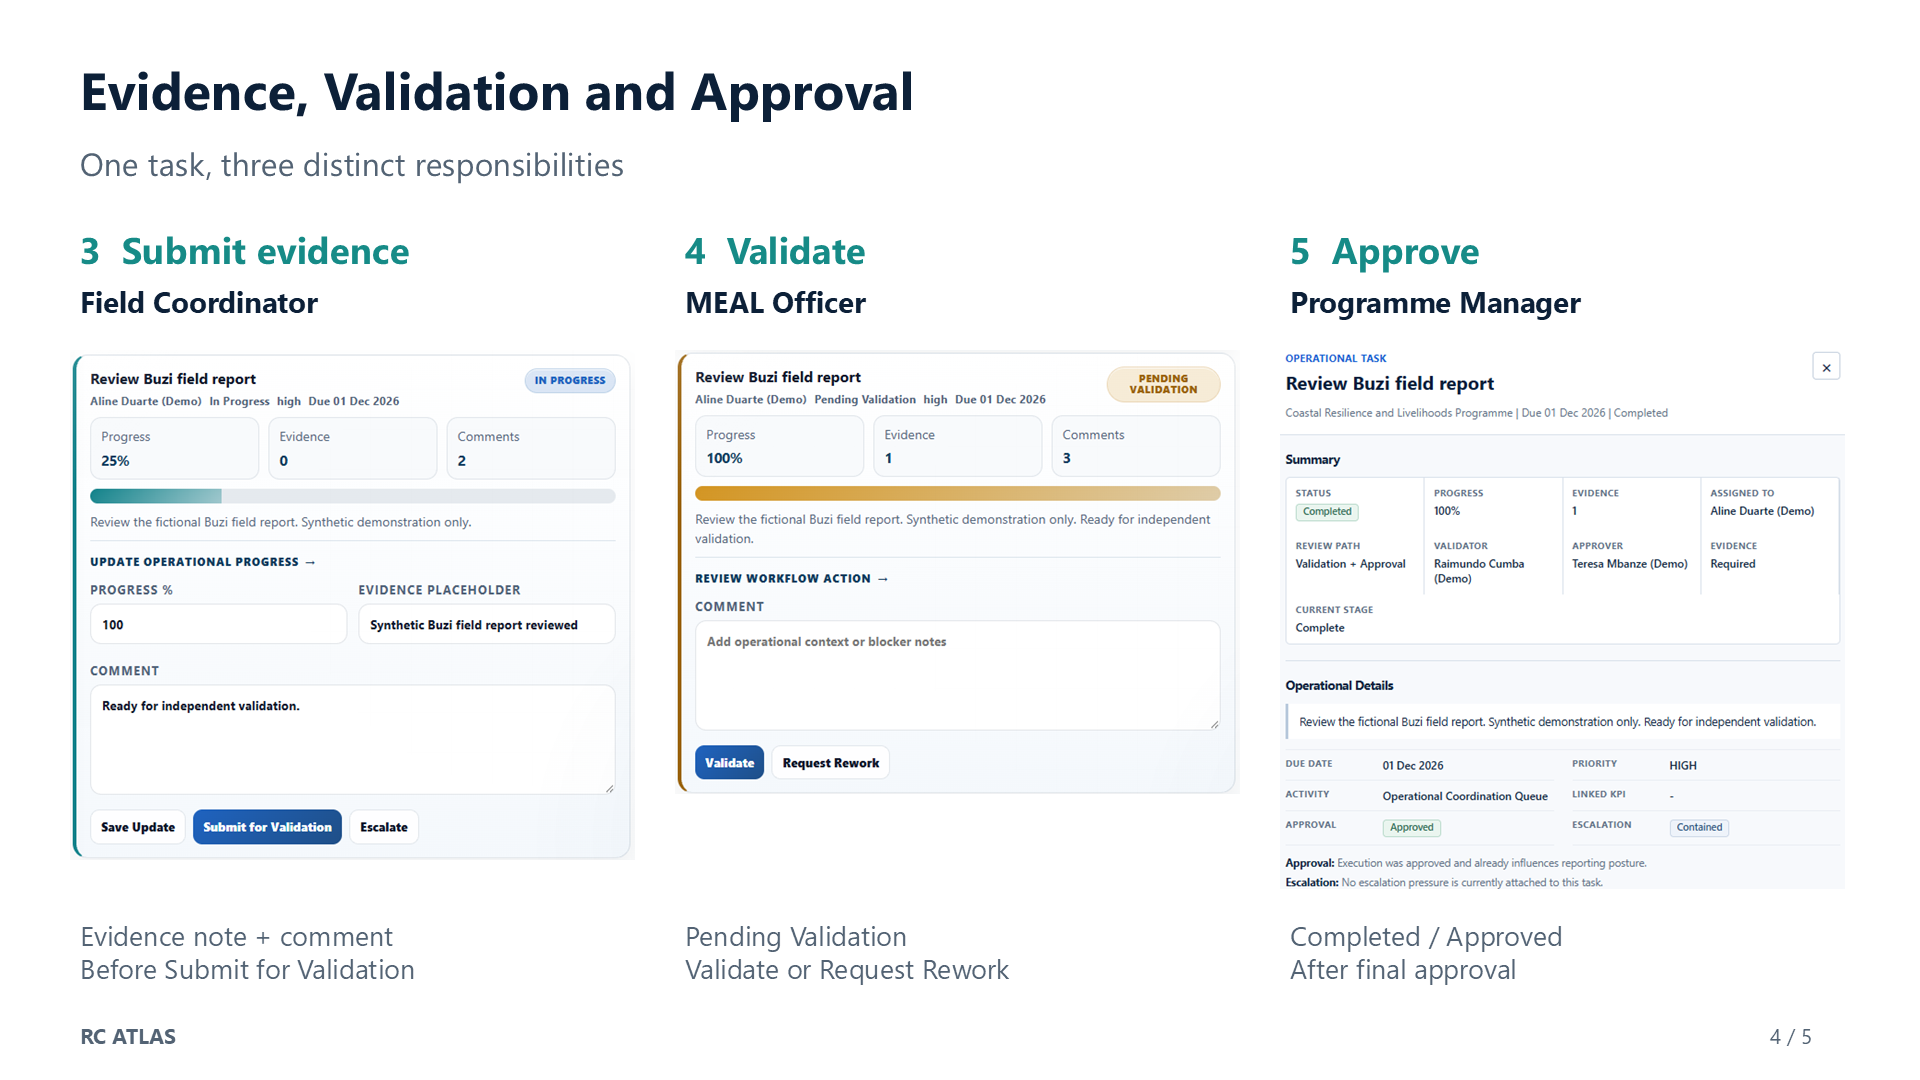 Evidence, Validation and Approval
One task, three distinct responsibilities
3 Submit evidence
Field Coordinator
Review Buzi field report
IN PROGRESS
Aline Duarte (Demo) In Progress high Due 01 Dec 2026
Progress
25%
Evidence
0
Comments
2
Review the fictional Buzi field report. Synthetic demonstration only.
UPDATE OPERATIONAL PROGRESS →
PROGRESS %
100
EVIDENCE PLACEHOLDER
Synthetic Buzi field report reviewed
COMMENT
Ready for independent validation.
Save Update
Submit for Validation
Escalate
Evidence note + comment
Before Submit for Validation
4 Validate
MEAL Officer
Review Buzi field report
PENDING
VALIDATION
Aline Duarte (Demo) Pending Validation high Due 01 Dec 2026
Progress
100%
Evidence
1
Comments
3
Review the fictional Buzi field report. Synthetic demonstration only. Ready for independent
validation.
REVIEW WORKFLOW ACTION →
COMMENT
Add operational context or blocker notes
Validate
Request Rework
Pending Validation
Validate or Request Rework
5 Approve
Programme Manager
OPERATIONAL TASK
×
Review Buzi field report
Coastal Resilience and Livelihoods Programme | Due 01 Dec 2026 | Completed
Summary
STATUS
Completed
PROGRESS
100%
EVIDENCE
1
ASSIGNED TO
Aline Duarte (Demo)
REVIEW PATH
Validation + Approval
VALIDATOR
Raimundo Cumba
(Demo)
APPROVER
Teresa Mbanze (Demo)
EVIDENCE
Required
CURRENT STAGE
Complete
Operational Details
Review the fictional Buzi field report. Synthetic demonstration only. Ready for independent validation.
DUE DATE
01 Dec 2026
PRIORITY
HIGH
ACTIVITY
Operational Coordination Queue
LINKED KPI
-
APPROVAL
Approved
ESCALATION
Contained
Approval: Execution was approved and already influences reporting posture.
Escalation: No escalation pressure is currently attached to this task.
Completed / Approved
After final approval
RC ATLAS
4 / 5